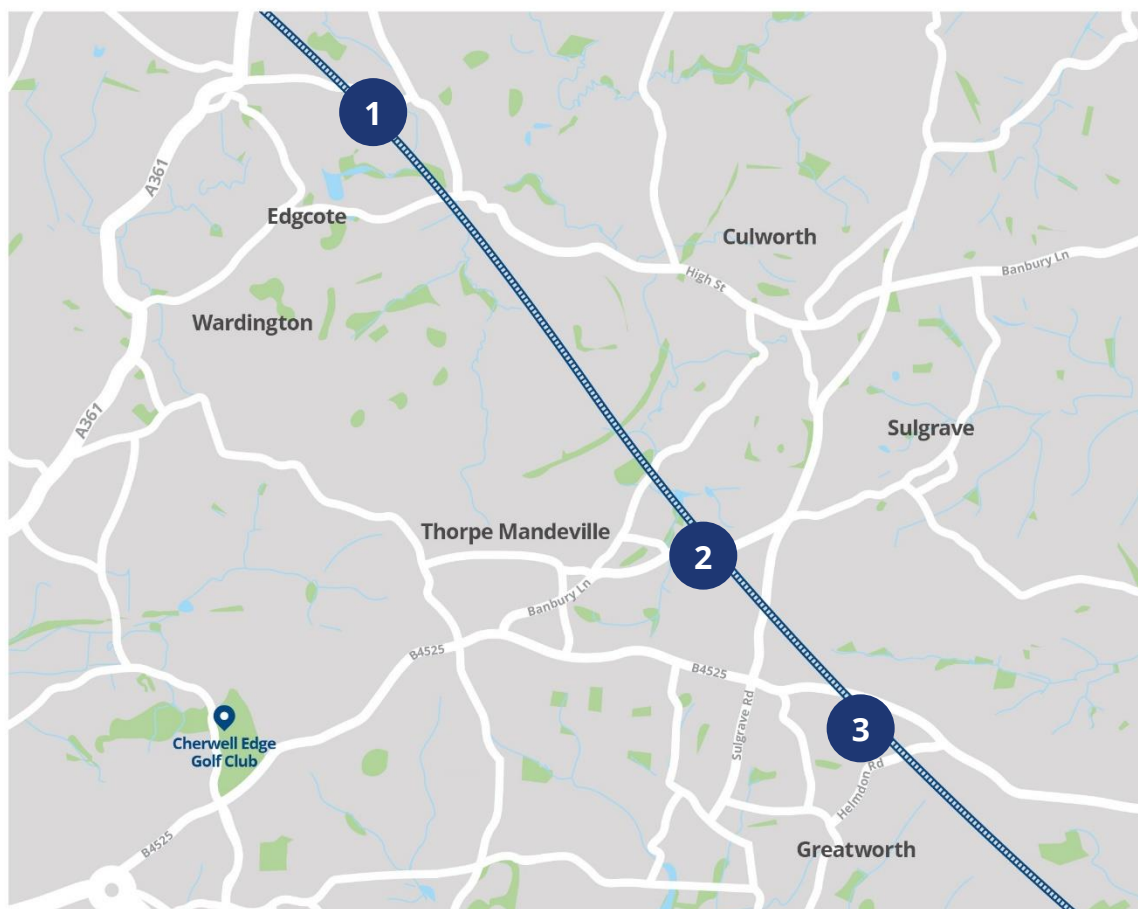 1
A361
Edgcote
Culworth
High St
Banbury Ln
Wardington
A361
Sulgrave
Thorpe Mandeville
2
Banbury Ln
B4525
B4525
Sulgrave Rd
3
Cherwell Edge
Golf Club
Helmdon Rd
B4525
Greatworth